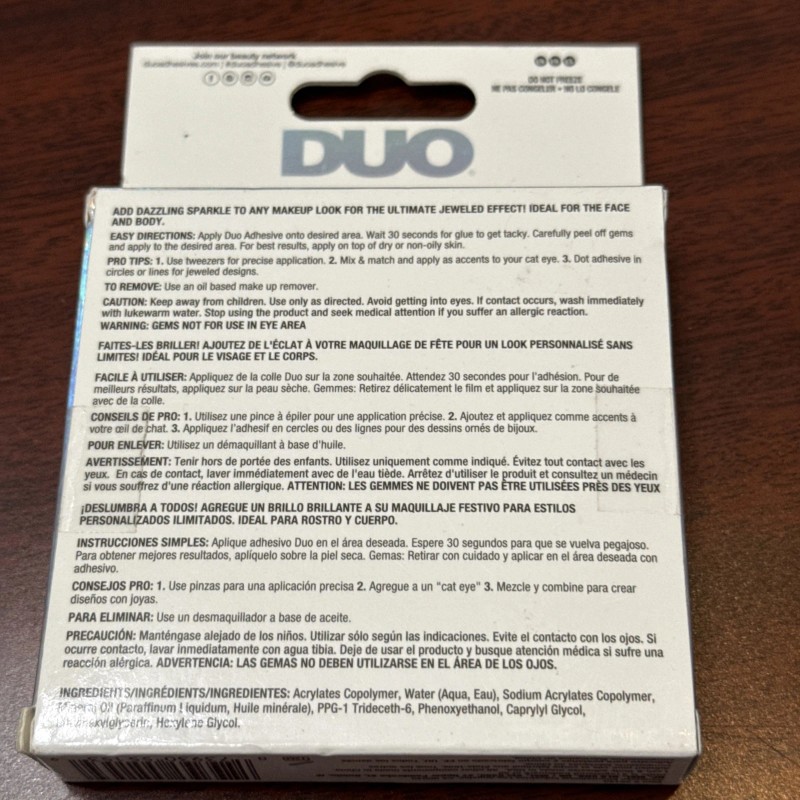 Join our beauty network
duoadhesives.com | #duoadhesive | @duoadhesive
DO NOT FREEZE
NE PAS CONGELER • NO LO CONGELE
DUO
ADD DAZZLING SPARKLE TO ANY MAKEUP LOOK FOR THE ULTIMATE JEWELED EFFECT! IDEAL FOR THE FACE
AND BODY.
EASY DIRECTIONS: Apply Duo Adhesive onto desired area. Wait 30 seconds for glue to get tacky. Carefully peel off gems
and apply to the desired area. For best results, apply on top of dry or non-oily skin.
PRO TIPS: 1. Use tweezers for precise application. 2. Mix & match and apply as accents to your cat eye. 3. Dot adhesive in
circles or lines for jeweled designs.
TO REMOVE: Use an oil based make up remover.
CAUTION: Keep away from children. Use only as directed. Avoid getting into eyes. If contact occurs, wash immediately
with lukewarm water. Stop using the product and seek medical attention if you suffer an allergic reaction.
WARNING: GEMS NOT FOR USE IN EYE AREA
FAITES-LES BRILLER! AJOUTEZ DE L'ÉCLAT À VOTRE MAQUILLAGE DE FÊTE POUR UN LOOK PERSONNALISÉ SANS
LIMITES! IDÉAL POUR LE VISAGE ET LE CORPS.
FACILE À UTILISER: Appliquez de la colle Duo sur la zone souhaitée. Attendez 30 secondes pour l'adhésion. Pour de
meilleurs résultats, appliquez sur la peau sèche. Gemmes: Retirez délicatement le film et appliquez sur la zone souhaitée
avec de la colle.
CONSEILS DE PRO: 1. Utilisez une pince à épiler pour une application précise. 2. Ajoutez et appliquez comme accents à
votre œil de chat. 3. Appliquez l'adhesif en cercles ou des lignes pour des dessins ornés de bijoux.
POUR ENLEVER: Utilisez un démaquillant à base d'huile.
AVERTISSEMENT: Tenir hors de portée des enfants. Utilisez uniquement comme indiqué. Évitez tout contact avec les
yeux. En cas de contact, laver immédiatement avec de l'eau tiède. Arrêtez d'utiliser le produit et consultez un médecin
si vous souffrez d'une réaction allergique. ATTENTION: LES GEMMES NE DOIVENT PAS ÊTRE UTILISÉES PRÈS DES YEUX
¡DESLUMBRA A TODOS! AGREGUE UN BRILLO BRILLANTE A SU MAQUILLAJE FESTIVO PARA ESTILOS
PERSONALIZADOS ILIMITADOS. IDEAL PARA ROSTRO Y CUERPO.
INSTRUCCIONES SIMPLES: Aplique adhesivo Duo en el área deseada. Espere 30 segundos para que se vuelva pegajoso.
Para obtener mejores resultados, aplíquelo sobre la piel seca. Gemas: Retirar con cuidado y aplicar en el área deseada con
adhesivo.
CONSEJOS PRO: 1. Use pinzas para una aplicación precisa 2. Agregue a un "cat eye" 3. Mezcle y combine para crear
diseños con joyas.
PARA ELIMINAR: Use un desmaquillador a base de aceite.
PRECAUCIÓN: Manténgase alejado de los niños. Utilizar sólo según las indicaciones. Evite el contacto con los ojos. Si
ocurre contacto, lavar inmediatamente con agua tibia. Deje de usar el producto y busque atención médica si sufre una
reacción alérgica. ADVERTENCIA: LAS GEMAS NO DEBEN UTILIZARSE EN EL ÁREA DE LOS OJOS.
INGREDIENTS/INGRÉDIENTS/INGREDIENTES: Acrylates Copolymer, Water (Aqua, Eau), Sodium Acrylates Copolymer,
Mineral Oil (Paraffinum Liquidum, Huile minérale), PPG-1 Trideceth-6, Phenoxyethanol, Caprylyl Glycol,
Hexylene Glycol.